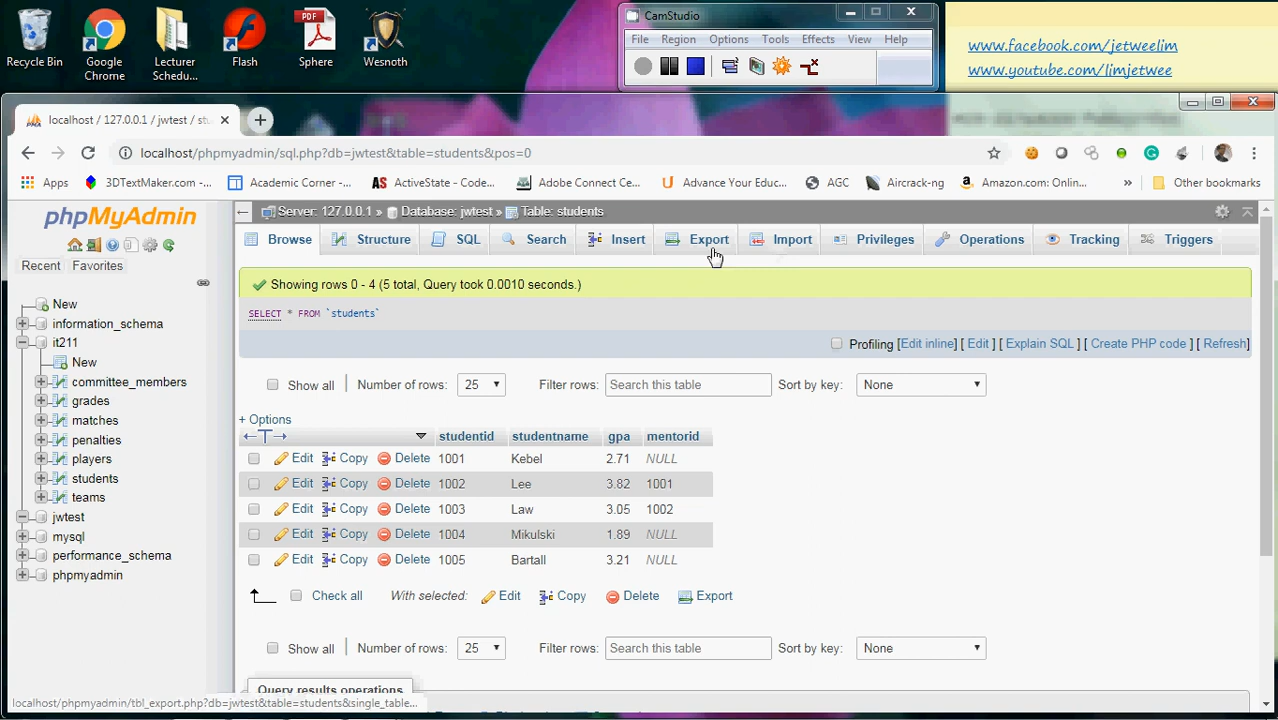 CamStudio
File Region Options Tools Effects View Help
Recycle Bin
Google Chrome
Lecturer Schedu...
Flash
PDF
Sphere
Wesnoth
www.facebook.com/jetweelim
www.youtube.com/limjetwee
localhost / 127.0.0.1 / jwtest / stu
localhost/phpmyadmin/sql.php?db=jwtest&table=students&pos=0
Apps 3DTextMaker.com -... Academic Corner -... AS ActiveState - Code... Adobe Connect Ce... U Advance Your Educ... AGC Aircrack-ng a Amazon.com: Onlin... » Other bookmarks
phpMyAdmin
Recent Favorites
New
information_schema
it211
New
committee_members
grades
matches
penalties
players
students
teams
jwtest
mysql
performance_schema
phpmyadmin
Server: 127.0.0.1 » Database: jwtest » Table: students
Browse Structure SQL Search Insert Export Import Privileges Operations Tracking Triggers
Showing rows 0 - 4 (5 total, Query took 0.0010 seconds.)
SELECT * FROM `students`
Profiling [Edit inline] [ Edit ] [ Explain SQL ] [ Create PHP code ] [ Refresh]
Show all Number of rows: 25 Filter rows: Search this table Sort by key: None
+ Options
←T→ studentid studentname gpa mentorid
Edit Copy Delete 1001 Kebel 2.71 NULL
Edit Copy Delete 1002 Lee 3.82 1001
Edit Copy Delete 1003 Law 3.05 1002
Edit Copy Delete 1004 Mikulski 1.89 NULL
Edit Copy Delete 1005 Bartall 3.21 NULL
Check all With selected: Edit Copy Delete Export
Show all Number of rows: 25 Filter rows: Search this table Sort by key: None
Query results operations
localhost/phpmyadmin/tbl_export.php?db=jwtest&table=students&single_table...